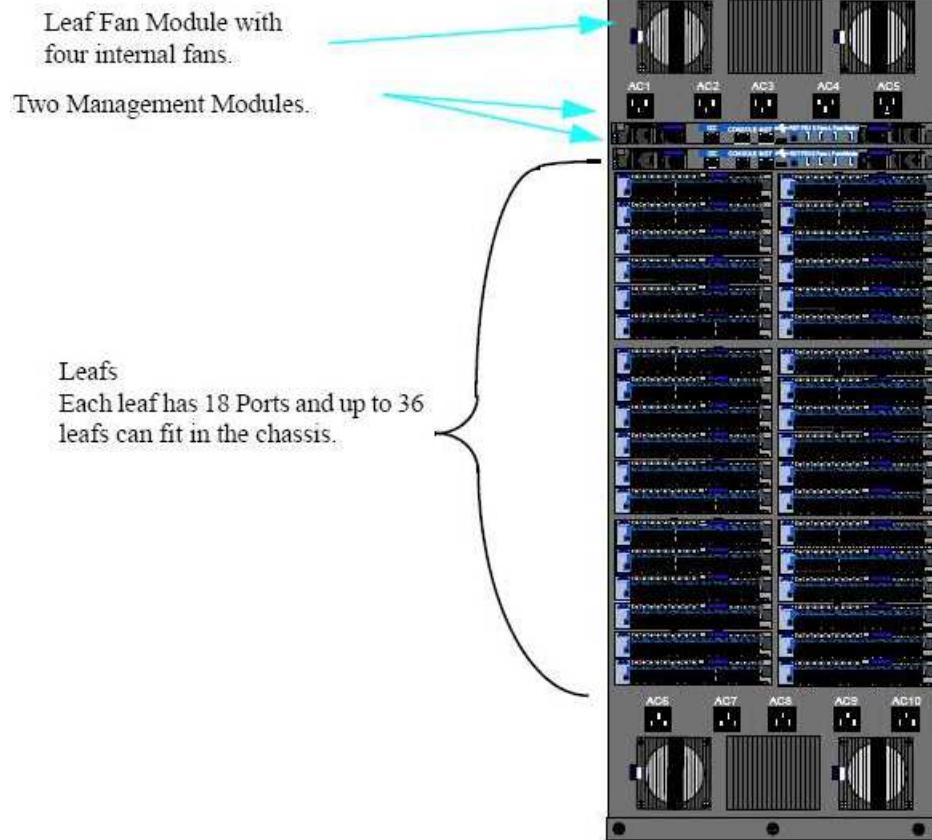 Leaf Fan Module with
four internal fans.
Two Management Modules.
AC1 AC2 AC3 AC4 AC5
CONSOLE MGT
CONSOLE MGT
Leafs
Each leaf has 18 Ports and up to 36
leafs can fit in the chassis.
AC6 AC7 AC8 AC9 AC10